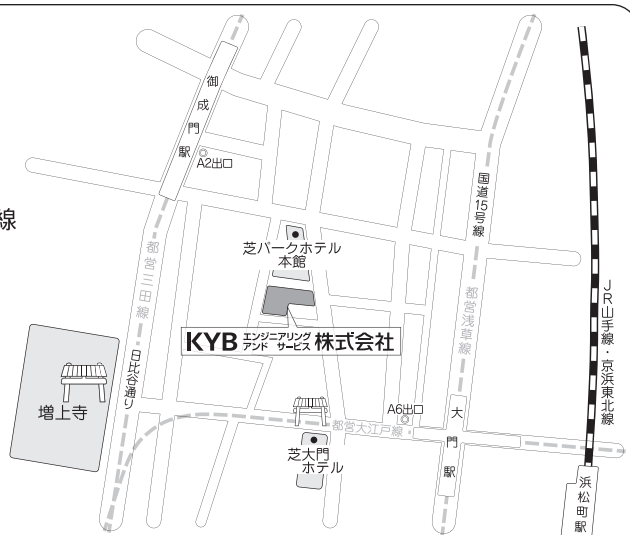 御成門駅
A2出口
国道15号線
線
芝パークホテル
本館
都営三田線
都営浅草線
JR山手線・京浜東北線
KYB エンジニアリング アンド サービス 株式会社
日比谷通り
増上寺
A6出口
都営大江戸線
大門駅
芝大門
ホテル
浜松町駅